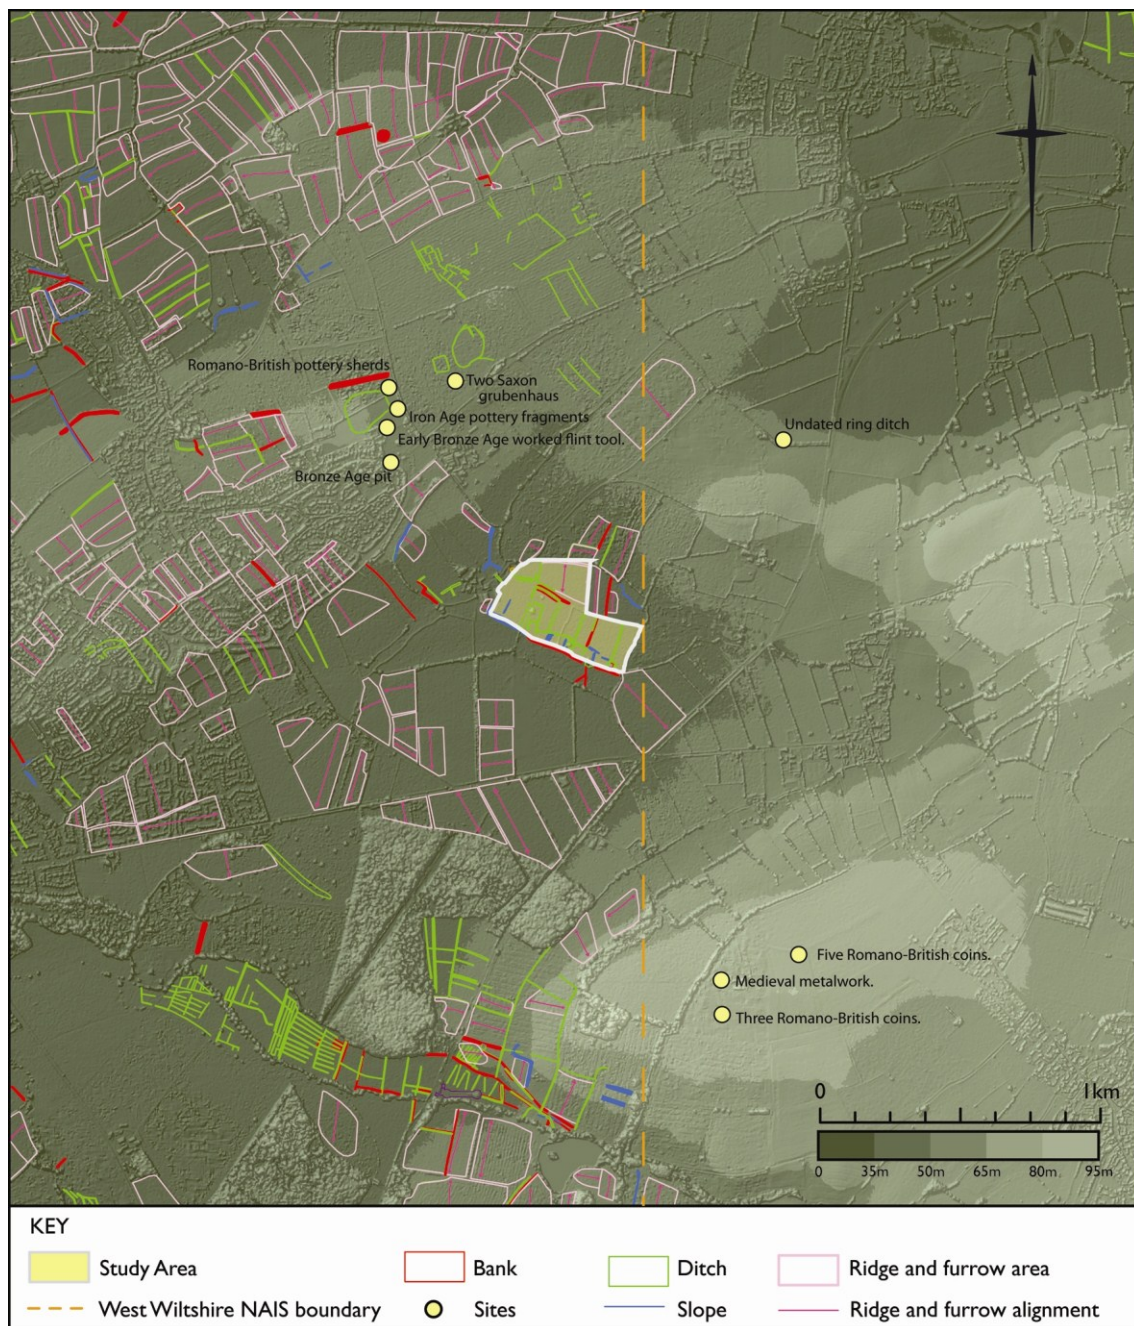 Romano-British pottery sherds
Two Saxon
grubenhaus
Iron Age pottery fragments
Early Bronze Age worked flint tool.
Bronze Age pit
Undated ring ditch
Five Romano-British coins.
Medieval metalwork.
Three Romano-British coins.
0 1km
0 35m 50m 65m 80m. 95m
KEY
Study Area Bank Ditch Ridge and furrow area
West Wiltshire NAIS boundary Sites Slope Ridge and furrow alignment